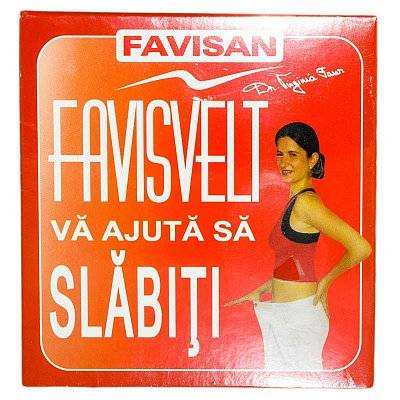 FAVISAN
Dr. Virginia Faur
FAVISVELT
VĂ AJUTĂ SĂ
SLĂBIŢI